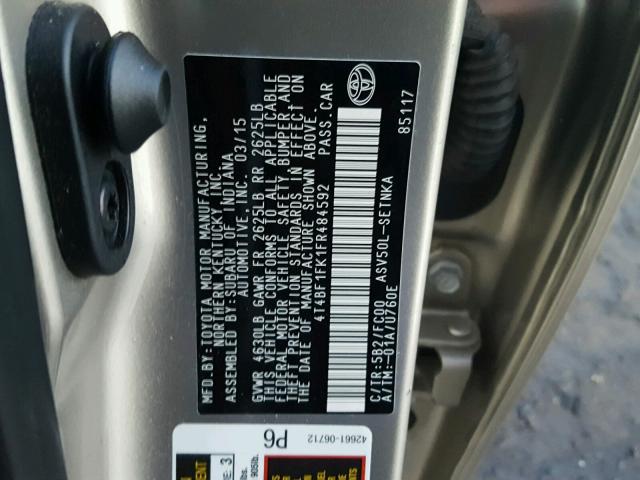 MFD BY: TOYOTA MOTOR MANUFACTURING,
NORTHERN KENTUCKY, INC.
ASSEMBLED BY: SUBARU OF INDIANA
AUTOMOTIVE, INC. 03/15
GVWR 4630LB GAWR FR 2625LB RR 2625LB
THIS VEHICLE CONFORMS TO ALL APPLICABLE
FEDERAL MOTOR VEHICLE SAFETY, BUMPER AND
THEFT PREVENTION STANDARDS IN EFFECT ON
THE DATE OF MANUFACTURE SHOWN ABOVE.
4T4BF1FK1FR484592 PASS. CAR
C/TR:5B2/FC00 ASV50L-SETNKA
A/TM:-01A/U760E
85117
P6
42661-06712
3
905lb.